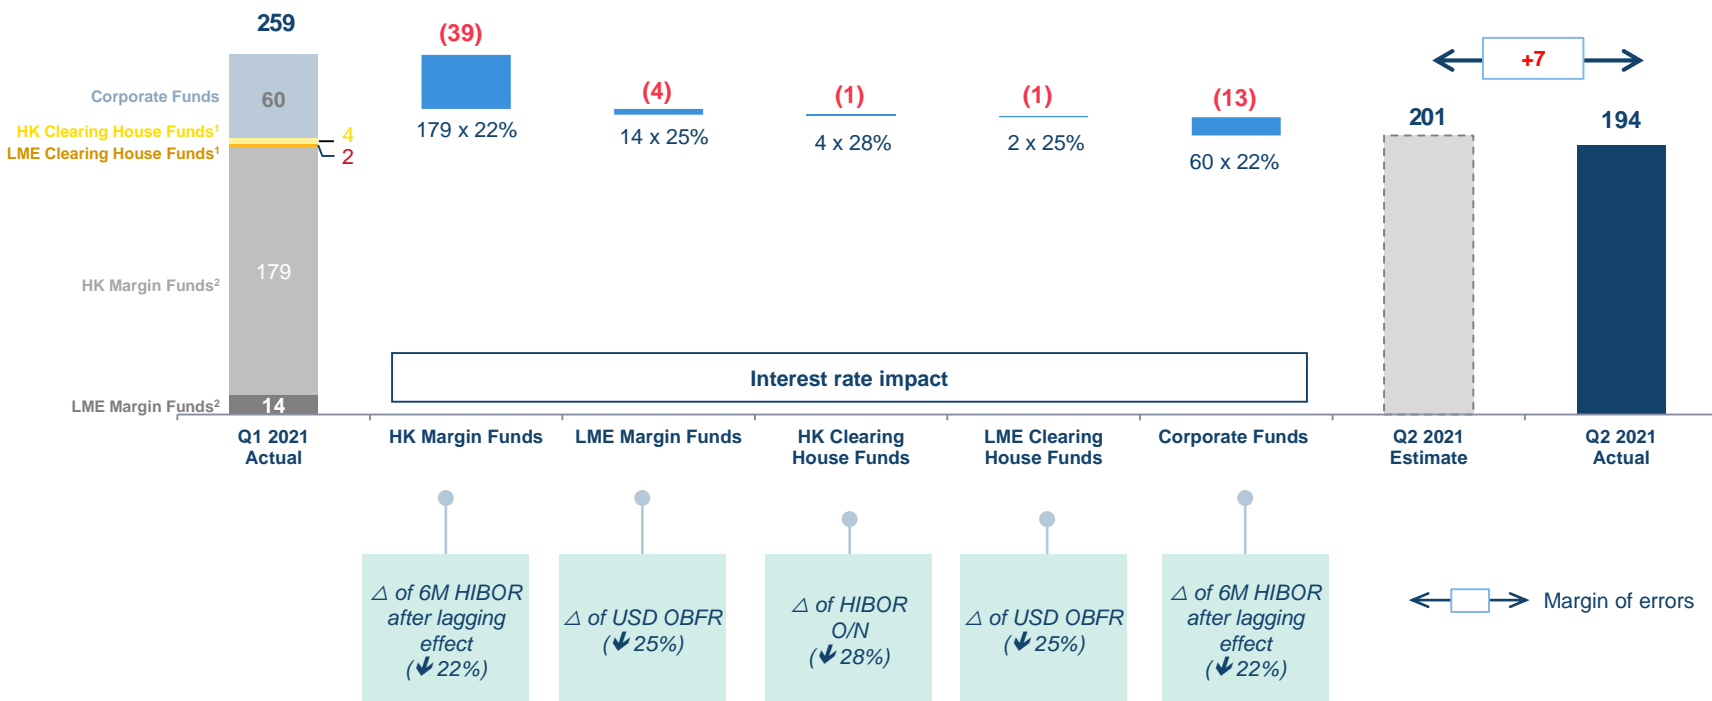 259
(39)
(4)
(1)
(1)
(13)
+7
201
194
Corporate Funds
60
HK Clearing House Funds¹
4
LME Clearing House Funds¹
2
179 x 22%
14 x 25%
4 x 28%
2 x 25%
60 x 22%
HK Margin Funds²
179
LME Margin Funds²
14
Interest rate impact
Q1 2021
Actual
HK Margin Funds
LME Margin Funds
HK Clearing
House Funds
LME Clearing
House Funds
Corporate Funds
Q2 2021
Estimate
Q2 2021
Actual
△ of 6M HIBOR
after lagging
effect
(🡻 22%)
△ of USD OBFR
(🡻 25%)
△ of HIBOR
O/N
(🡻 28%)
△ of USD OBFR
(🡻 25%)
△ of 6M HIBOR
after lagging
effect
(🡻 22%)
Margin of errors